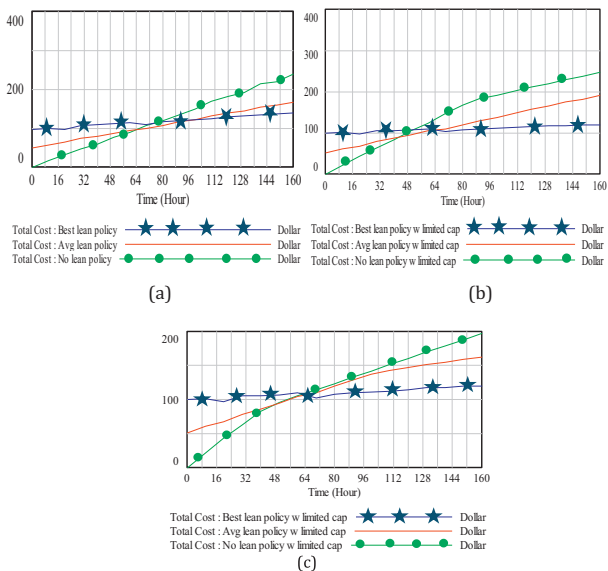 400
200
0
0 16 32 48 64 80 96 112 128 144 160
Time (Hour)
Total Cost : Best lean policy Dollar
Total Cost : Avg lean policy Dollar
Total Cost : No lean policy Dollar
(a)
400
200
100
0
0 16 32 48 64 80 96 112 128 144 160
Time (Hour)
Total Cost : Best lean policy w limited cap Dollar
Total Cost : Avg lean policy w limited cap Dollar
Total Cost : No lean policy w limited cap Dollar
(b)
200
100
0
0 16 32 48 64 80 96 112 128 144 160
Time (Hour)
Total Cost : Best lean policy w limited cap Dollar
Total Cost : Avg lean policy w limited cap Dollar
Total Cost : No lean policy w limited cap Dollar
(c)